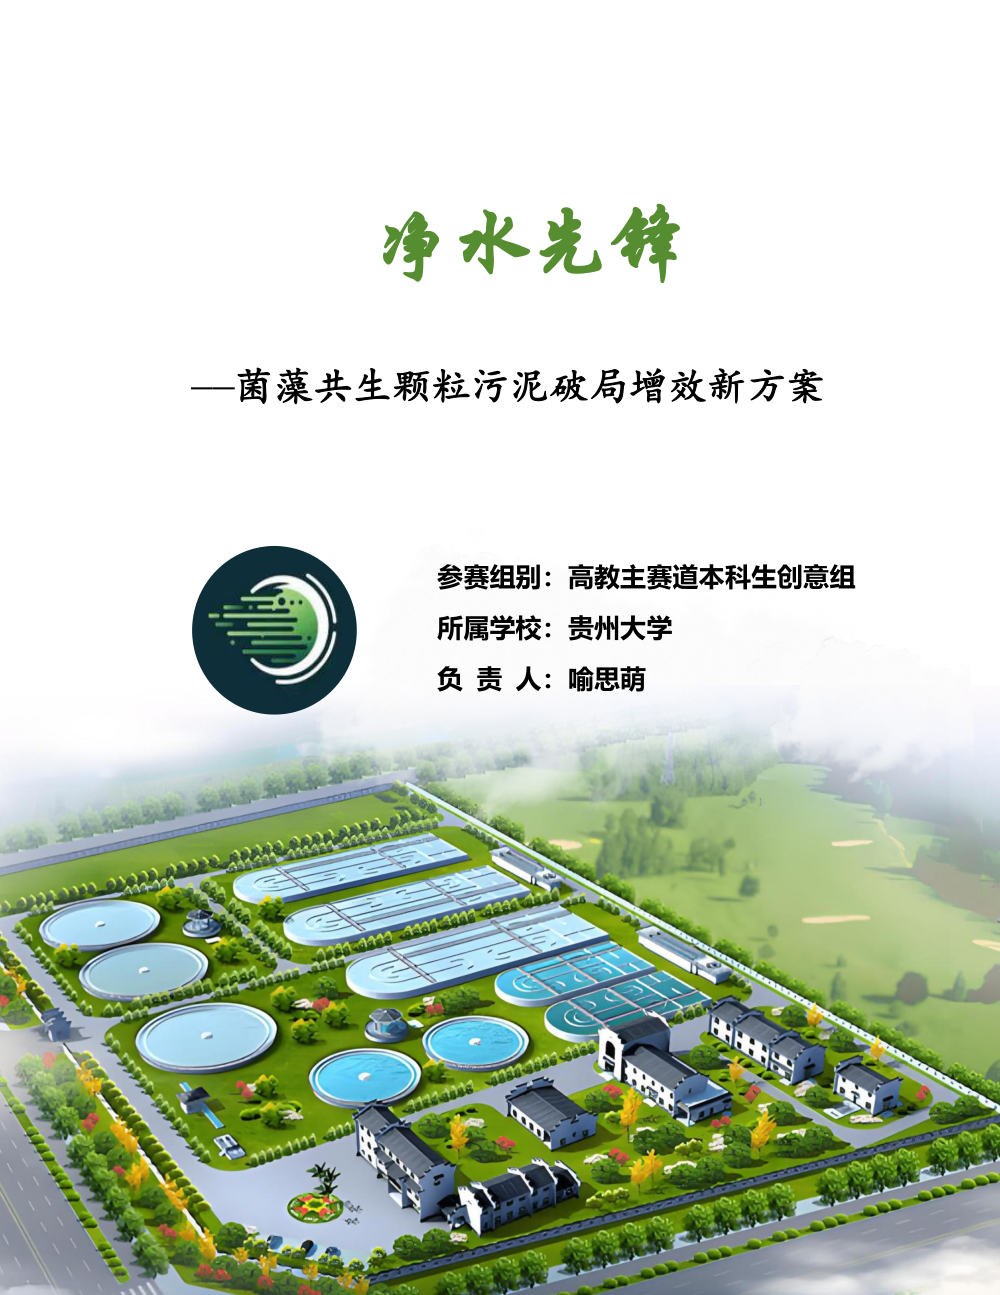 净水先锋
——菌藻共生颗粒污泥破局增效新方案
参赛组别：高教主赛道本科生创意组
所属学校：贵州大学
负 责 人：喻思萌